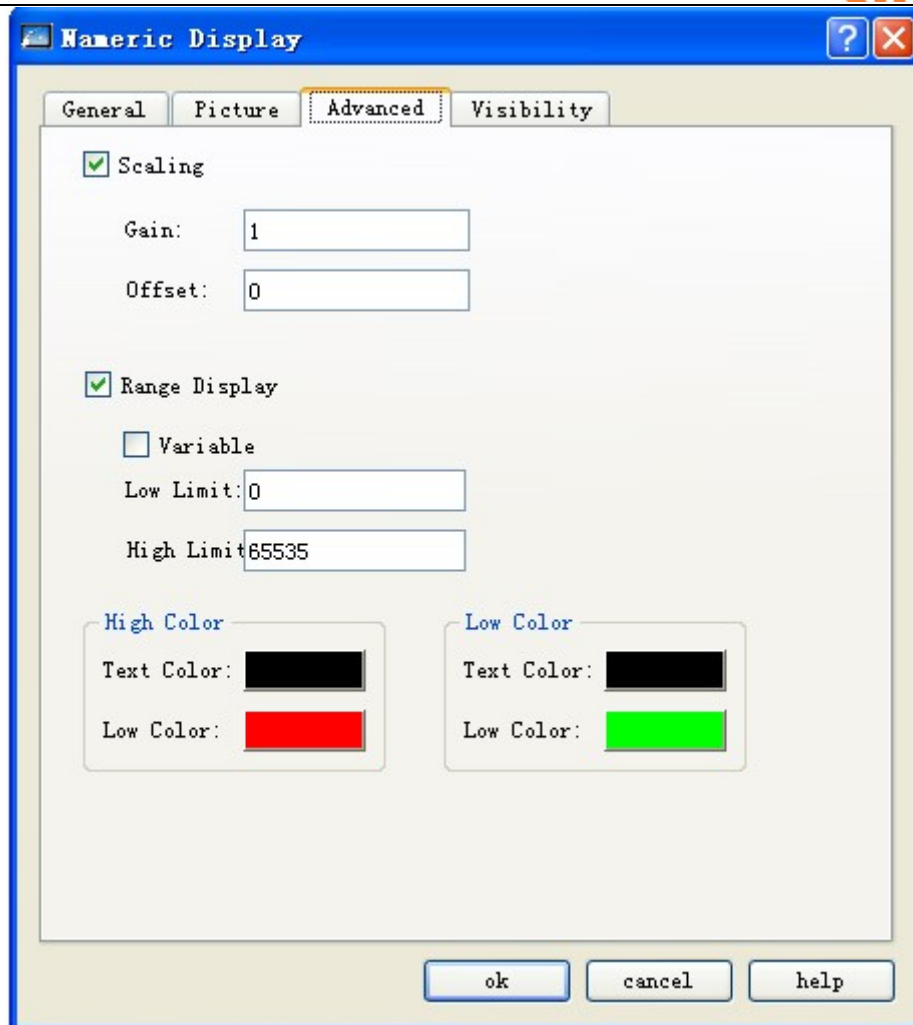 Nameric Display
General Picture Advanced Visibility
Scaling
Gain: 1
Offset: 0
Range Display
Variable
Low Limit: 0
High Limit 65535
High Color Low Color
Text Color: Text Color:
Low Color: Low Color:
ok cancel help